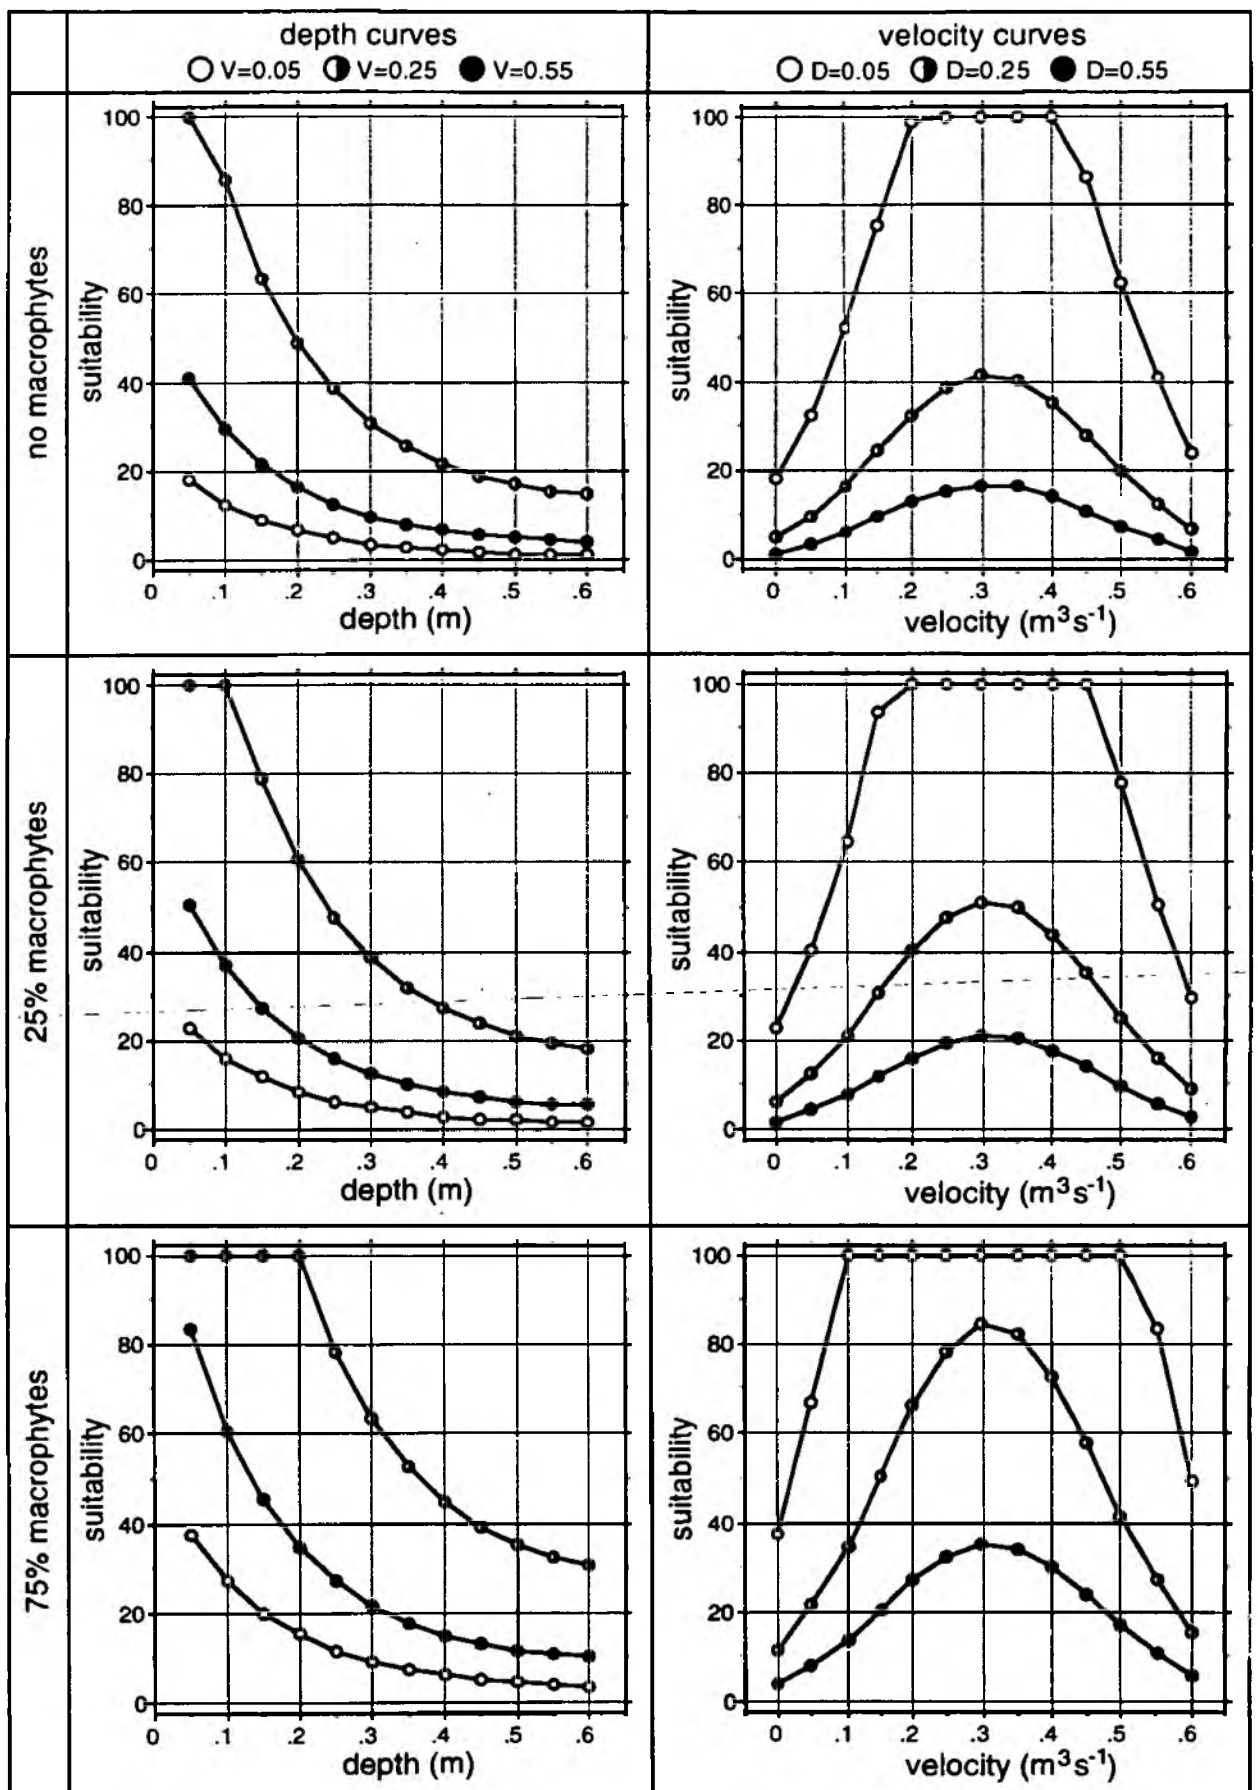 depth curves
○ V=0.05 ◑ V=0.25 ● V=0.55
velocity curves
○ D=0.05 ◑ D=0.25 ● D=0.55
no macrophytes
suitability
100
80
60
40
20
0
0 .1 .2 .3 .4 .5 .6
depth (m)
suitability
100
80
60
40
20
0
0 .1 .2 .3 .4 .5 .6
velocity (m³s⁻¹)
25% macrophytes
suitability
100
80
60
40
20
0
0 .1 .2 .3 .4 .5 .6
depth (m)
suitability
100
80
60
40
20
0
0 .1 .2 .3 .4 .5 .6
velocity (m³s⁻¹)
75% macrophytes
suitability
100
80
60
40
20
0
0 .1 .2 .3 .4 .5 .6
depth (m)
suitability
100
80
60
40
20
0
0 .1 .2 .3 .4 .5 .6
velocity (m³s⁻¹)